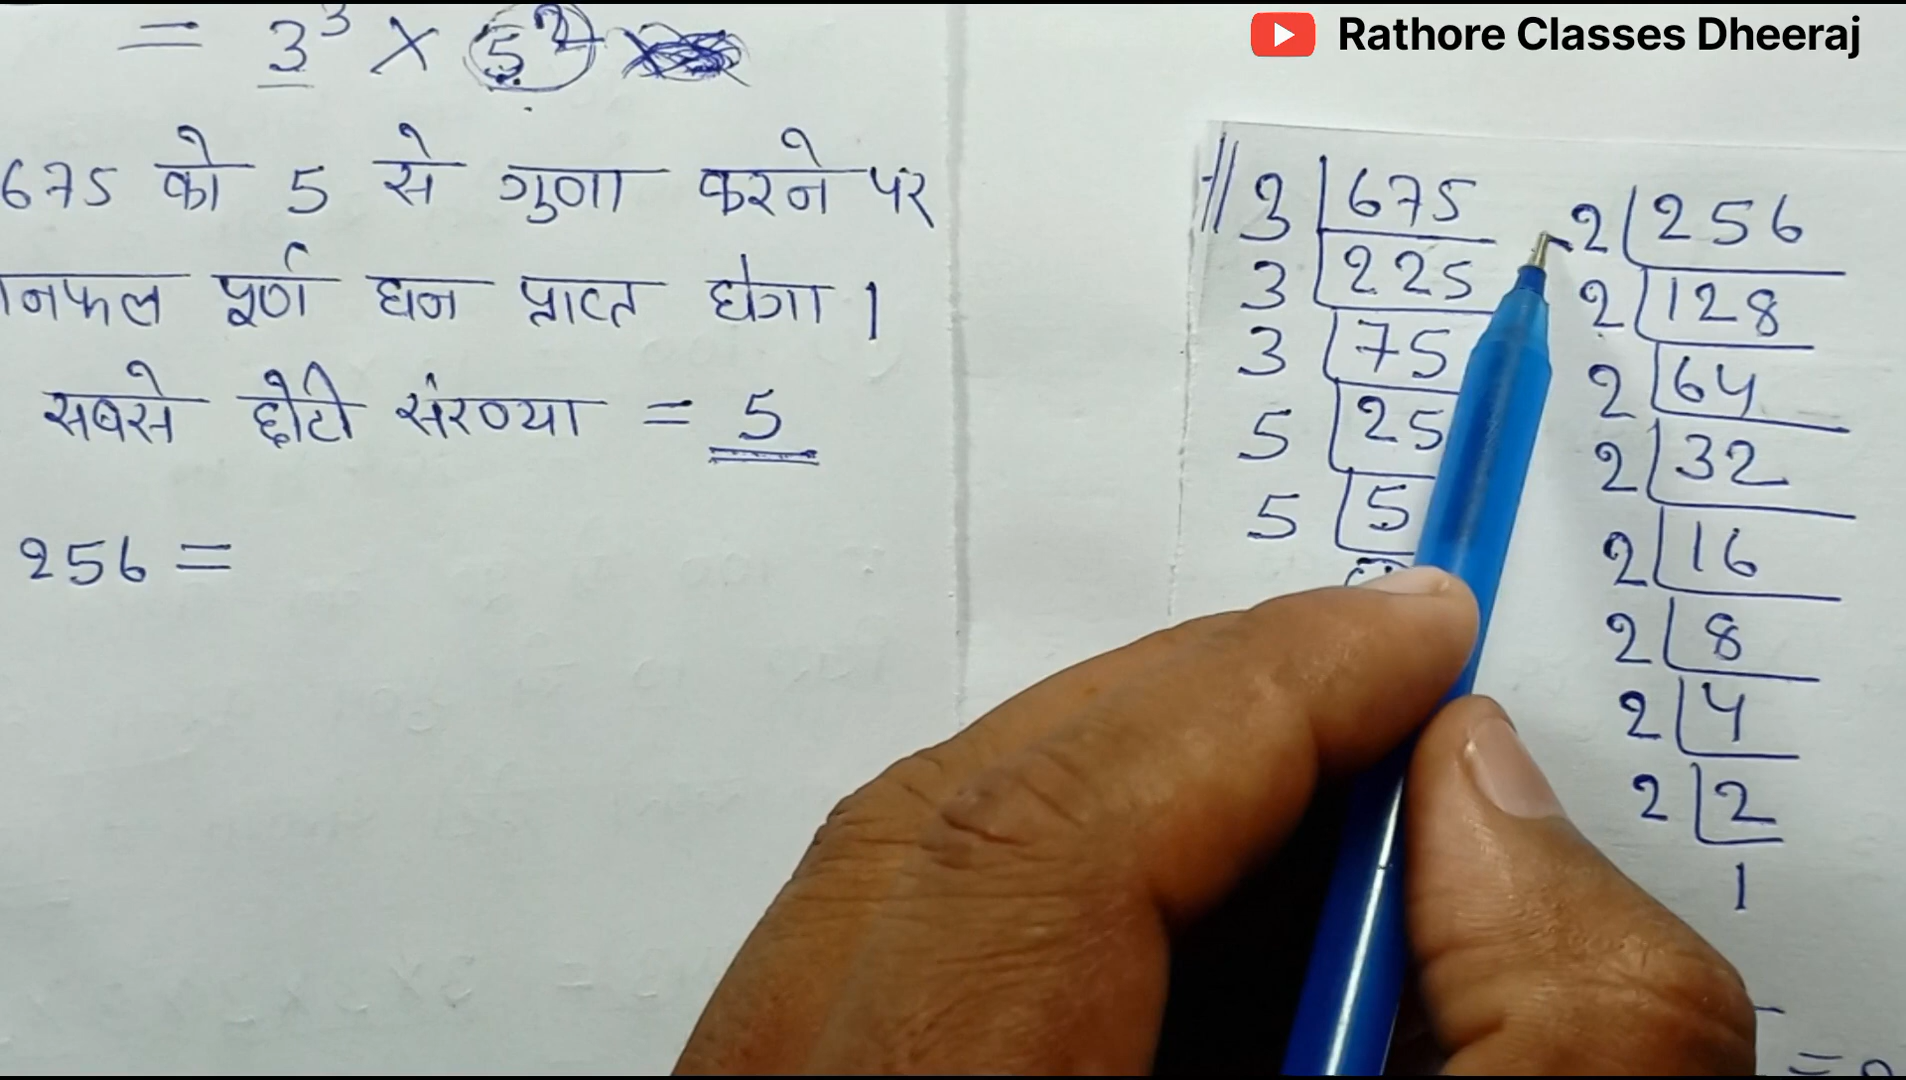 Rathore Classes Dheeraj
= 3³ × 5²
675 को 5 से गुणा करने पर
नफल पूर्ण घन प्राप्त होगा।
सबसे छोटी संख्या = 5
256 =
3 | 675
3 | 225
3 | 75
5 | 25
5 | 5
2 | 256
2 | 128
2 | 64
2 | 32
2 | 16
2 | 8
2 | 4
2 | 2
1
=